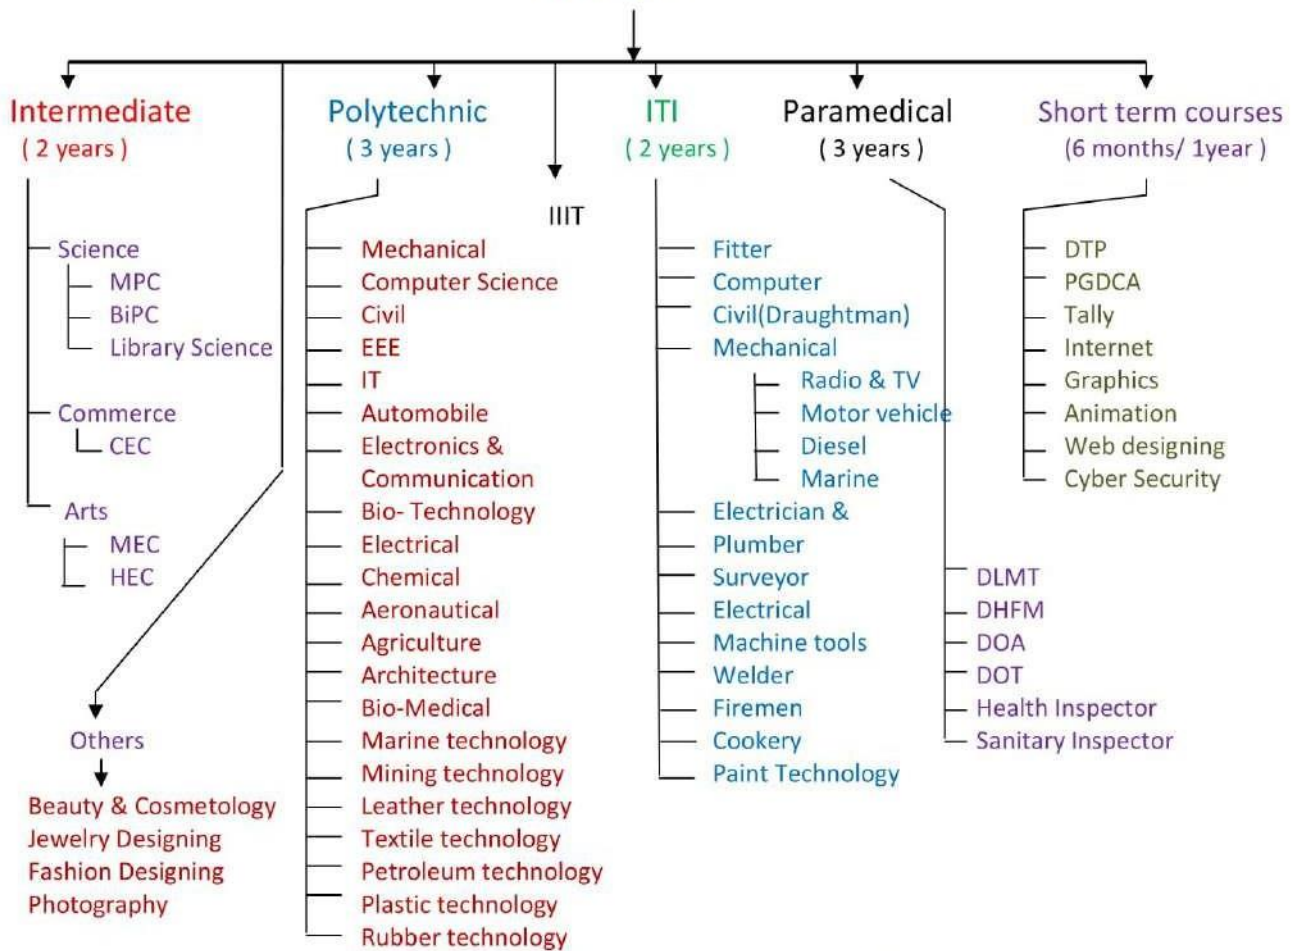 Intermediate
( 2 years )
Science
MPC
BiPC
Library Science
Commerce
CEC
Arts
MEC
HEC
Others
Beauty & Cosmetology
Jewelry Designing
Fashion Designing
Photography
Polytechnic
( 3 years )
Mechanical
Computer Science
Civil
EEE
IT
Automobile
Electronics &
Communication
Bio- Technology
Electrical
Chemical
Aeronautical
Agriculture
Architecture
Bio-Medical
Marine technology
Mining technology
Leather technology
Textile technology
Petroleum technology
Plastic technology
Rubber technology
IIIT
ITI
( 2 years )
Fitter
Computer
Civil(Draughtman)
Mechanical
Radio & TV
Motor vehicle
Diesel
Marine
Electrician &
Plumber
Surveyor
Electrical
Machine tools
Welder
Firemen
Cookery
Paint Technology
Paramedical
( 3 years )
DLMT
DHFM
DOA
DOT
Health Inspector
Sanitary Inspector
Short term courses
(6 months/ 1year )
DTP
PGDCA
Tally
Internet
Graphics
Animation
Web designing
Cyber Security